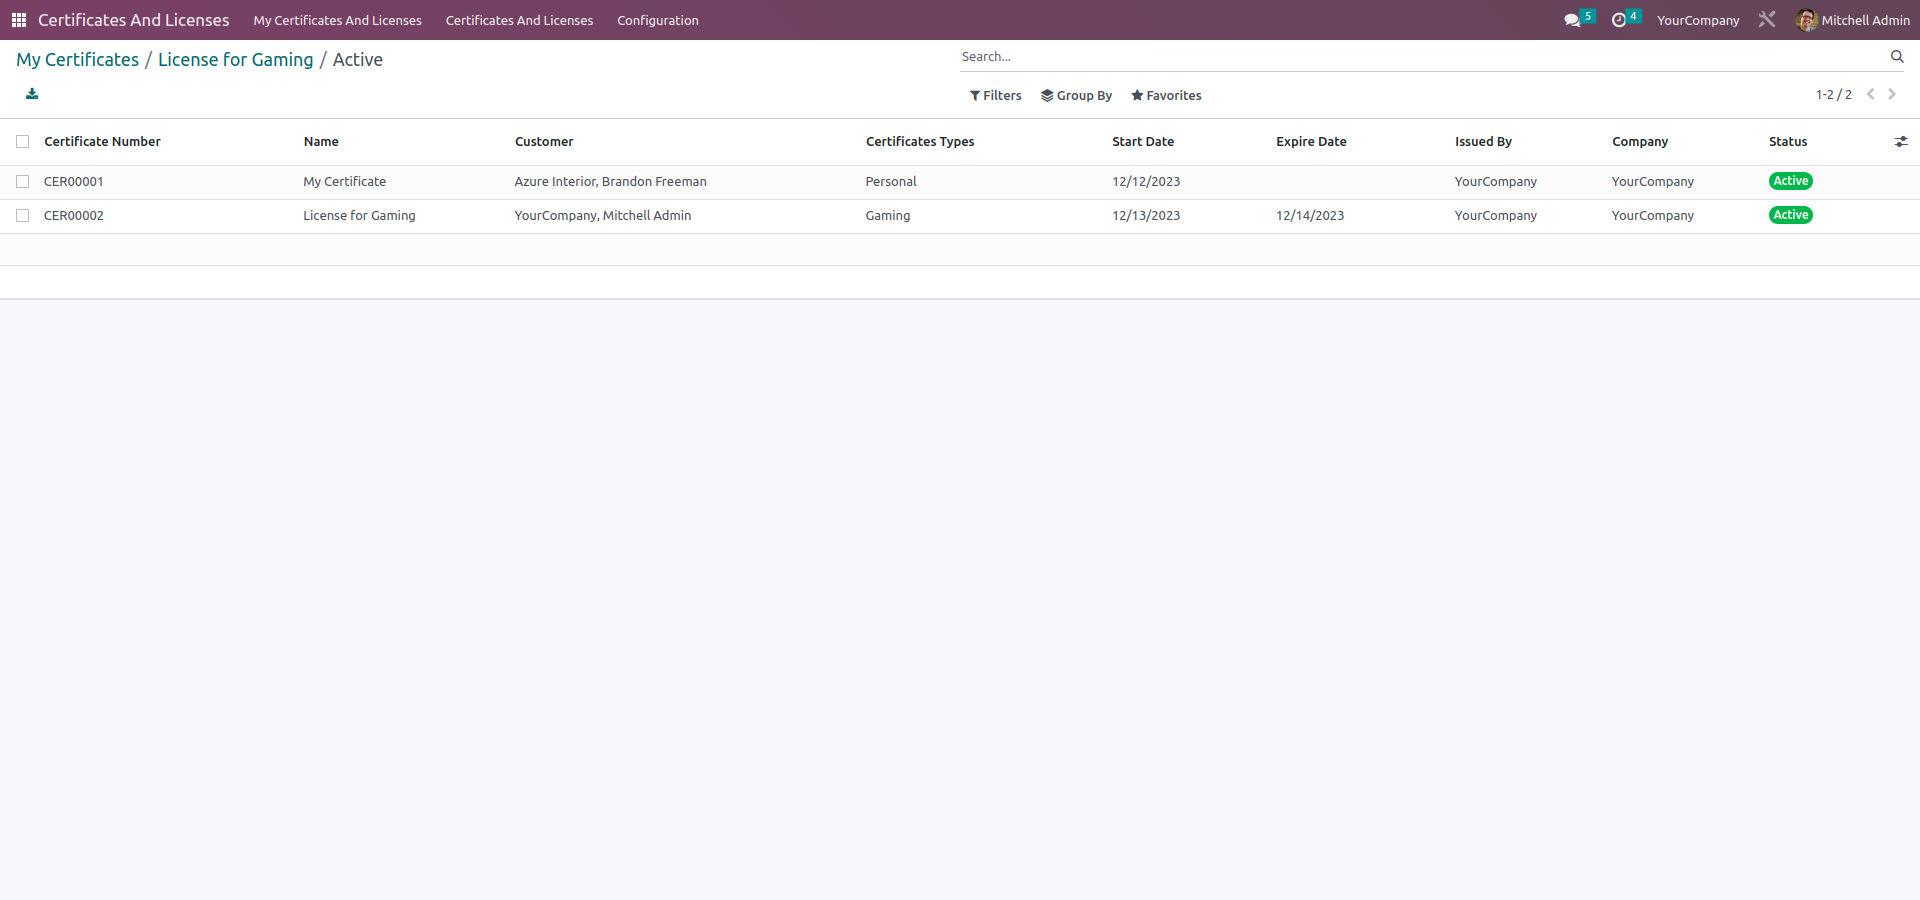 Certificates And Licenses My Certificates And Licenses Certificates And Licenses Configuration 5 4 YourCompany Mitchell Admin
My Certificates / License for Gaming / Active Search...
Filters Group By Favorites 1-2 / 2
Certificate Number Name Customer Certificates Types Start Date Expire Date Issued By Company Status
CER00001 My Certificate Azure Interior, Brandon Freeman Personal 12/12/2023 YourCompany YourCompany Active
CER00002 License for Gaming YourCompany, Mitchell Admin Gaming 12/13/2023 12/14/2023 YourCompany YourCompany Active